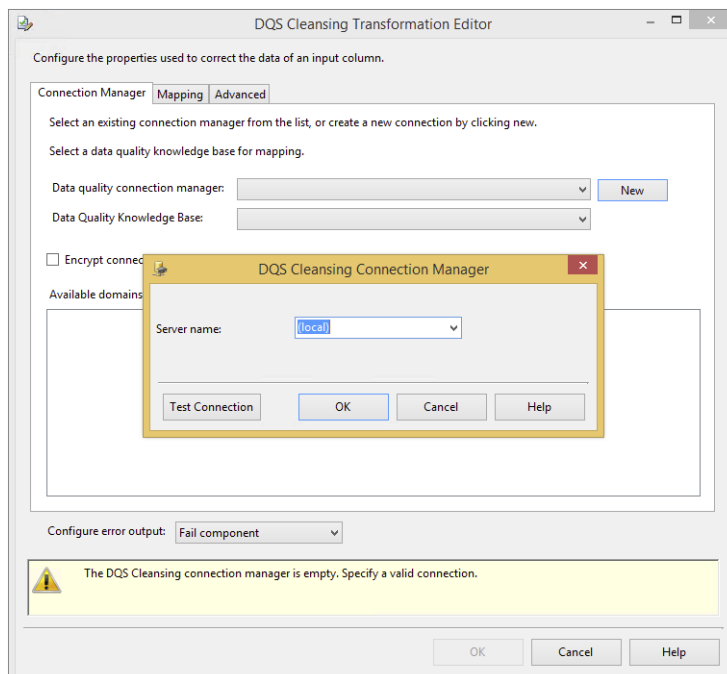 DQS Cleansing Transformation Editor
Configure the properties used to correct the data of an input column.
Connection Manager Mapping Advanced
Select an existing connection manager from the list, or create a new connection by clicking new.
Select a data quality knowledge base for mapping.
Data quality connection manager: New
Data Quality Knowledge Base:
Encrypt connec
DQS Cleansing Connection Manager
Available domains
Server name: (local)
Test Connection OK Cancel Help
Configure error output: Fail component
The DQS Cleansing connection manager is empty. Specify a valid connection.
OK Cancel Help